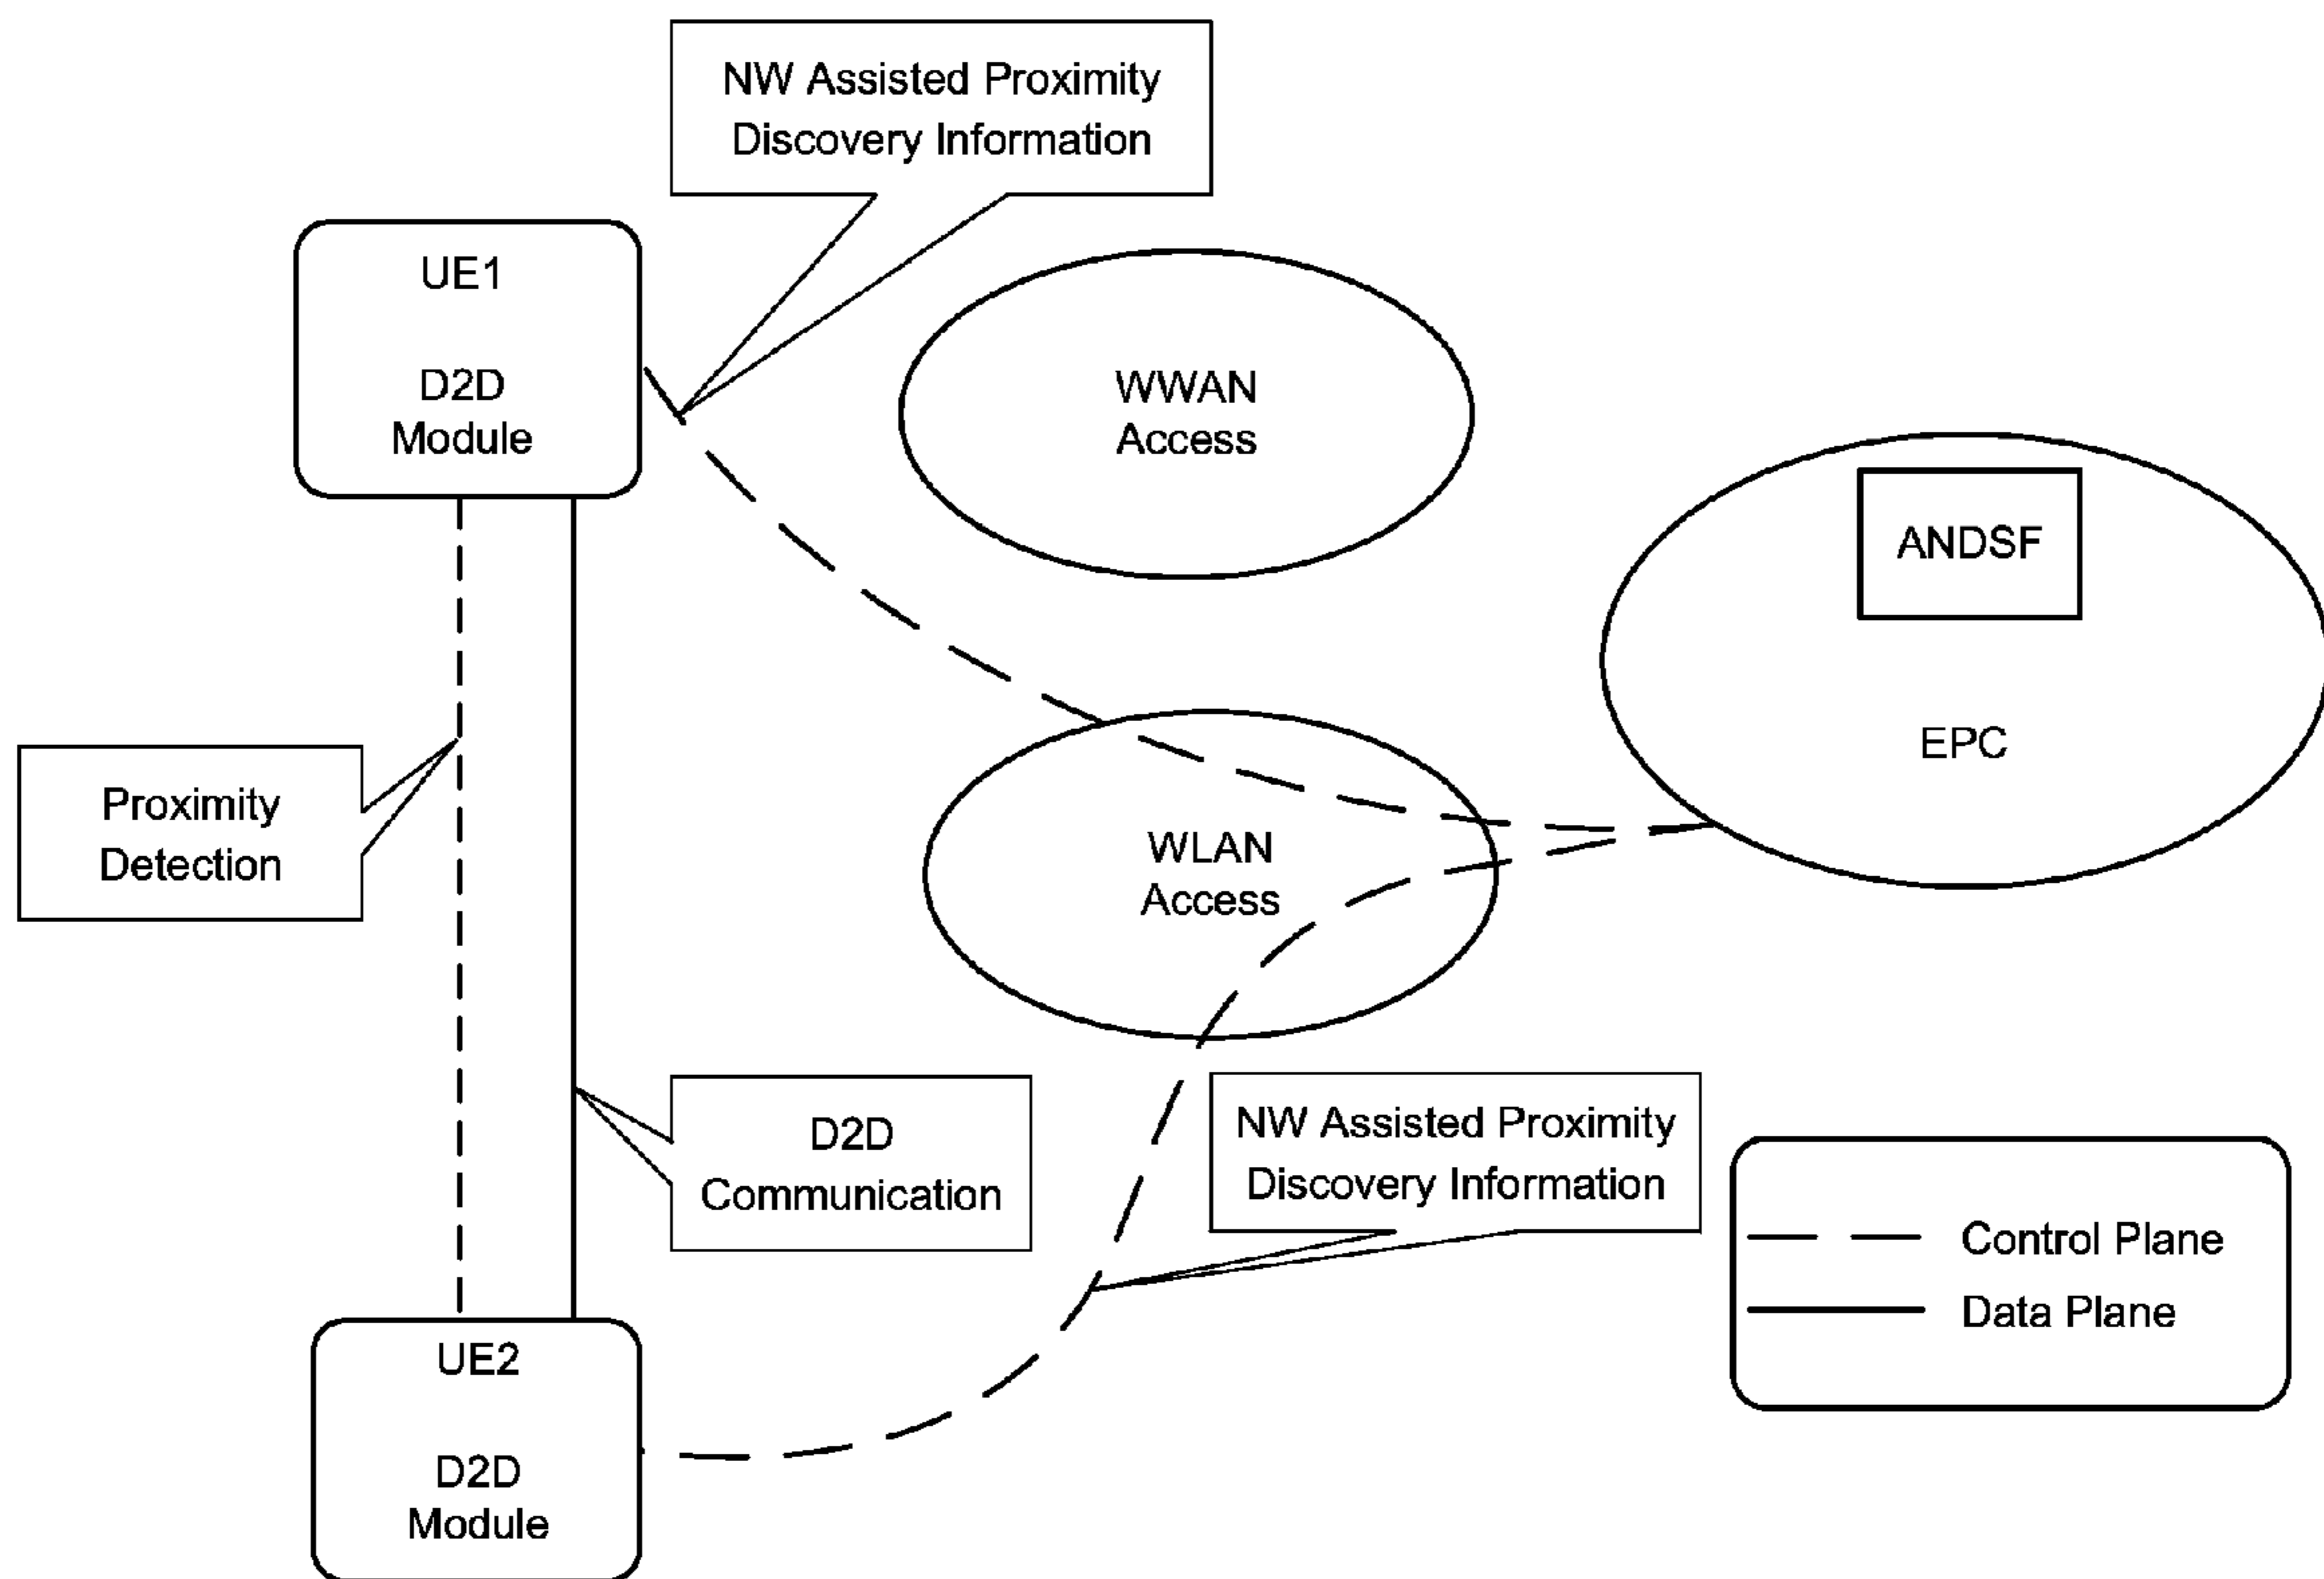 NW Assisted Proximity
Discovery Information
UE1
D2D
Module
WWAN
Access
ANDSF
EPC
Proximity
Detection
WLAN
Access
D2D
Communication
NW Assisted Proximity
Discovery Information
Control Plane
Data Plane
UE2
D2D
Module